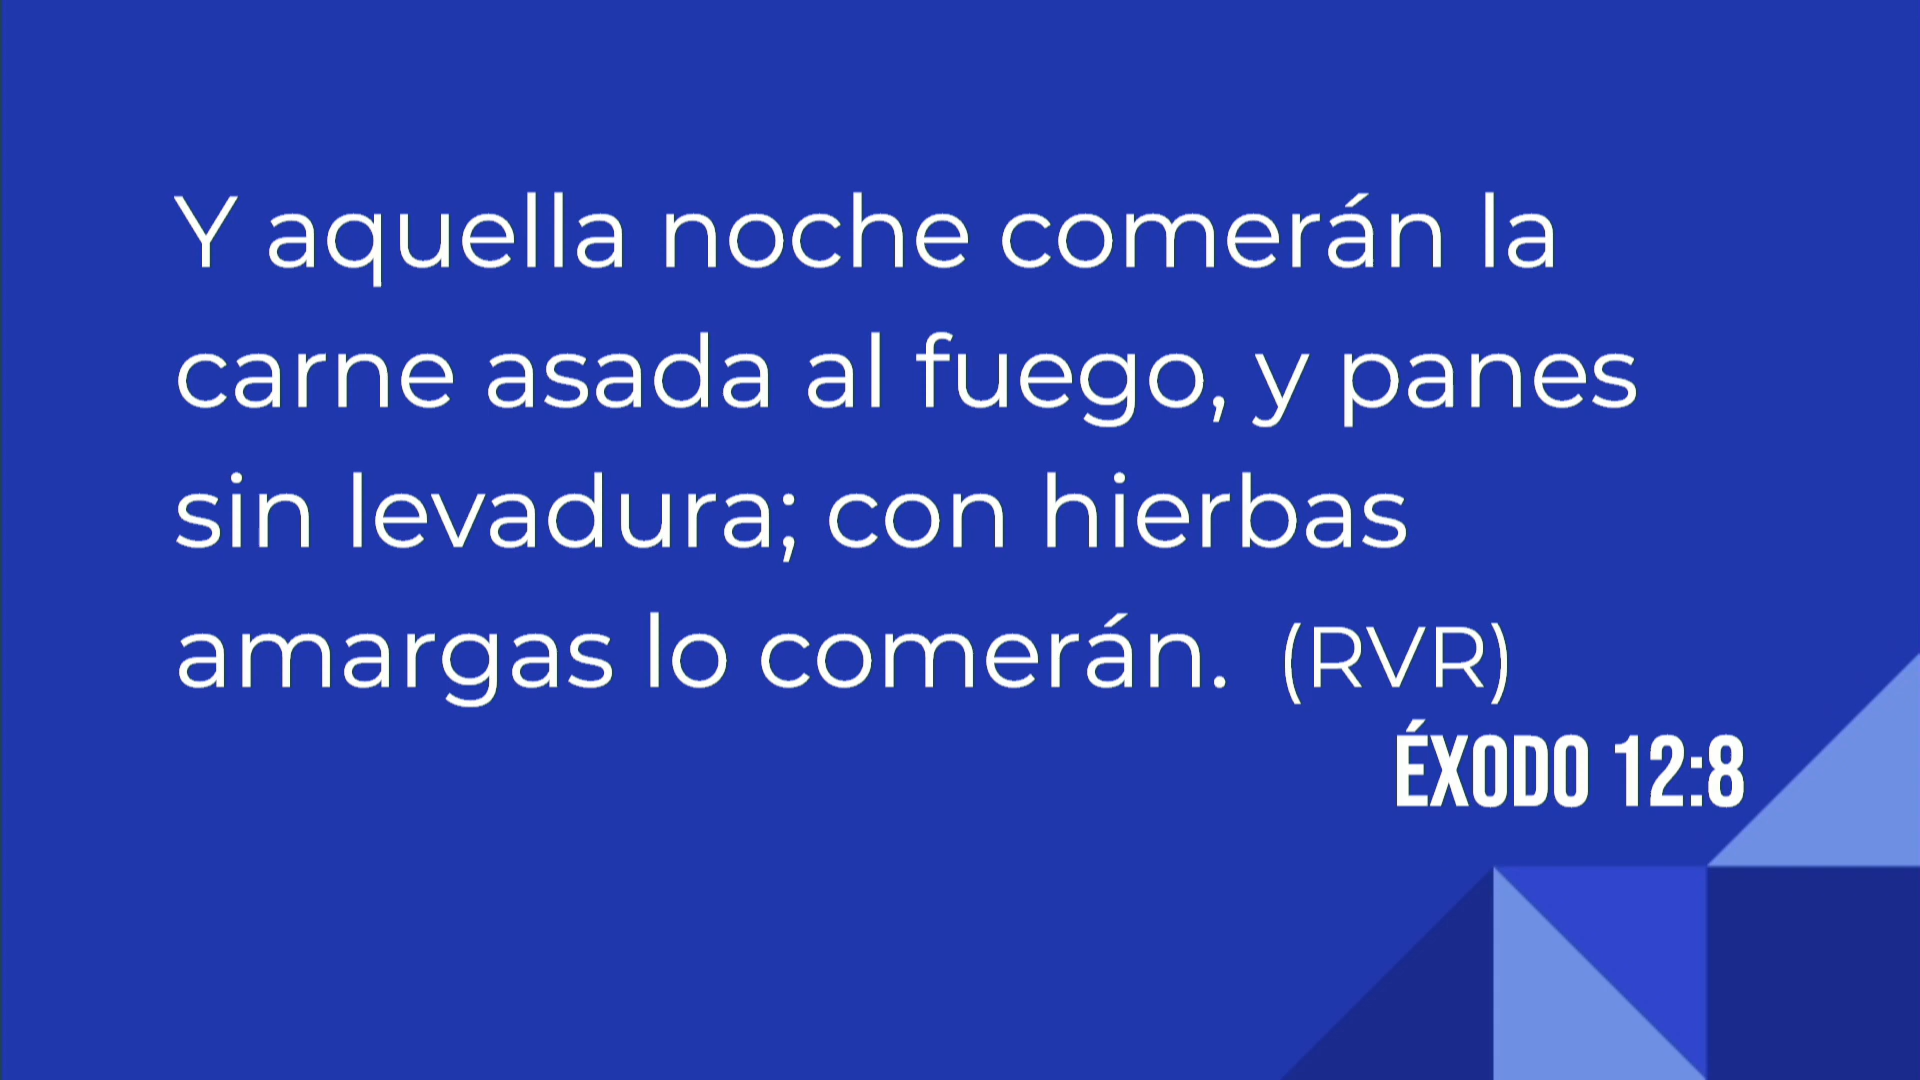 Y aquella noche comerán la
carne asada al fuego, y panes
sin levadura; con hierbas
amargas lo comerán. (RVR)
ÉXODO 12:8